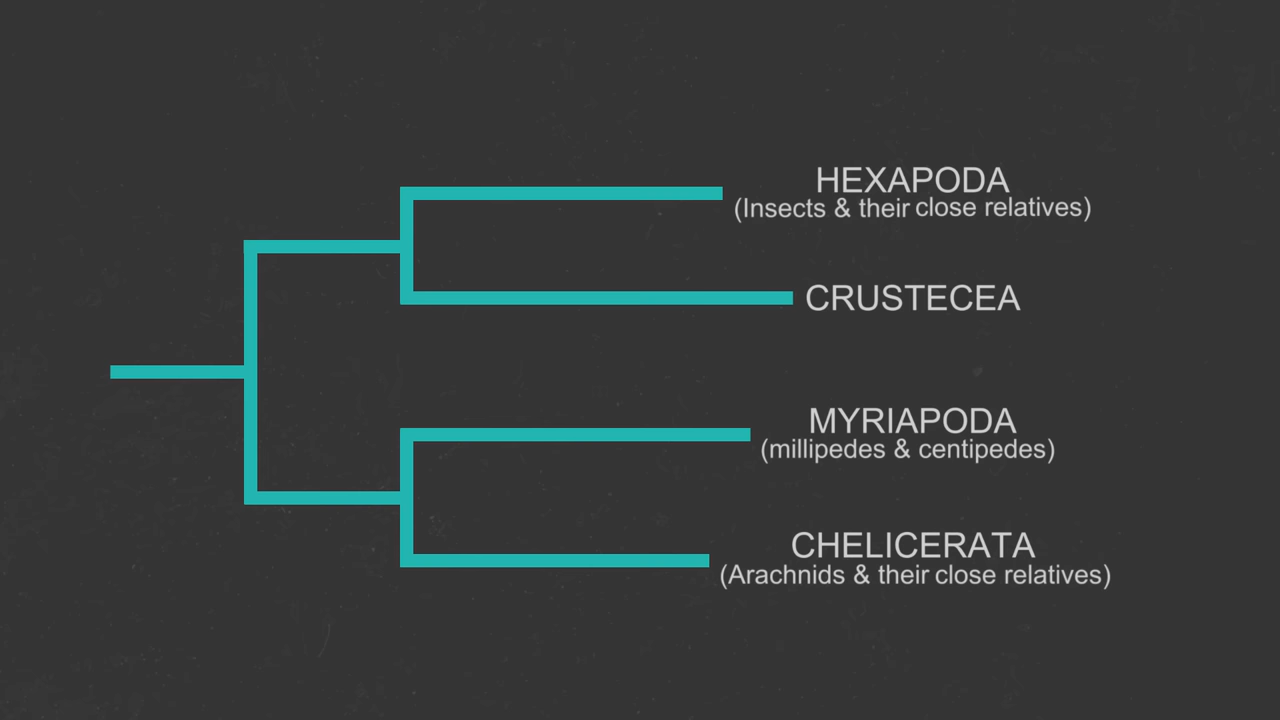 HEXAPODA
(Insects & their close relatives)
CRUSTECEA
MYRIAPODA
(millipedes & centipedes)
CHELICERATA
(Arachnids & their close relatives)